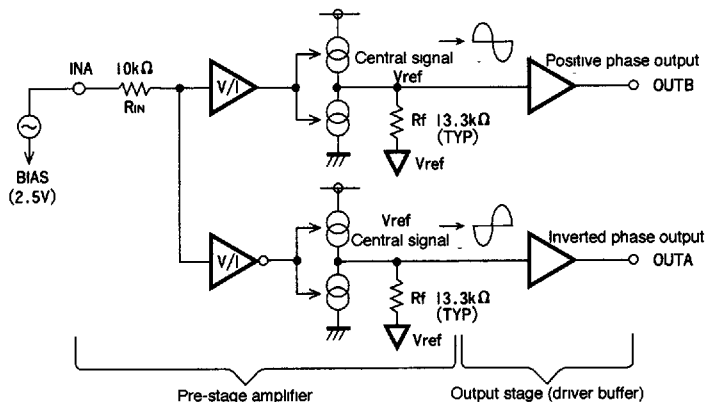 INA
10kΩ
RIN
V/I
BIAS
(2.5V)
Central signal
Vref
Rf 13.3kΩ
(TYP)
Vref
Positive phase output
OUTB
V/I
Vref
Central signal
Rf 13.3kΩ
(TYP)
Vref
Inverted phase output
OUTA
Pre-stage amplifier
Output stage (driver buffer)